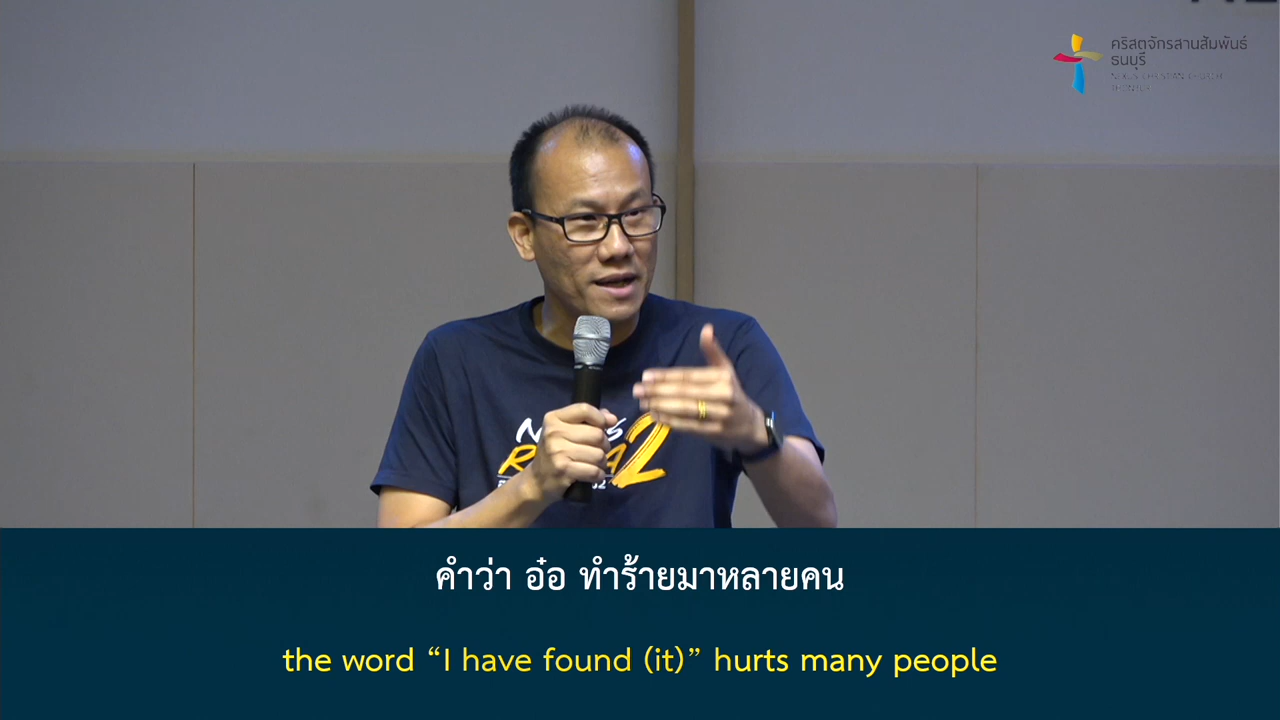 คริสตจักรสานสัมพันธ์
ธนบุรี
2
คำว่า อ๋อ ทำร้ายมาหลายคน
the word “I have found (it)” hurts many people